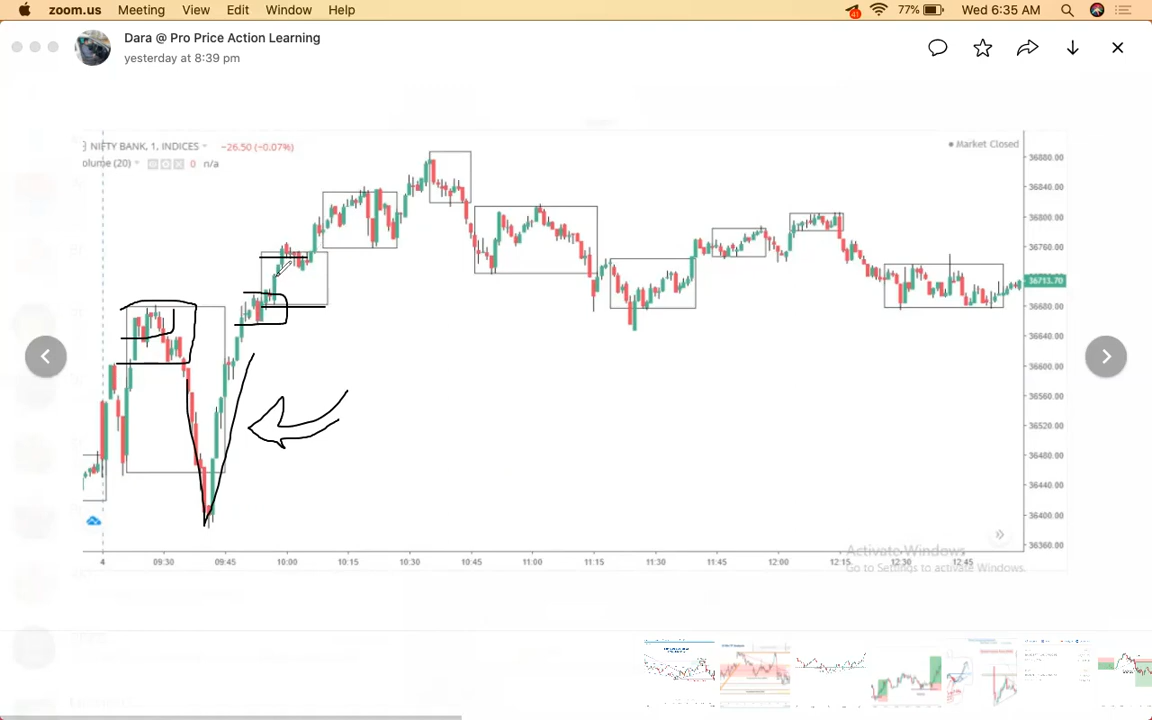 zoom.us Meeting View Edit Window Help 77% Wed 6:35 AM
Dara @ Pro Price Action Learning
yesterday at 8:39 pm
NIFTY BANK, 1, INDICES −26.50 (−0.07%) Market Closed
olume (20) 0 n/a
36880.00
36840.00
36800.00
36760.00
36713.70
36680.00
36640.00
36600.00
36560.00
36520.00
36480.00
36440.00
36400.00
36360.00
4 09:30 09:45 10:00 10:15 10:30 10:45 11:00 11:15 11:30 11:45 12:00 12:15 12:30 12:45
Activate Windows
Go to Settings to activate Windows.